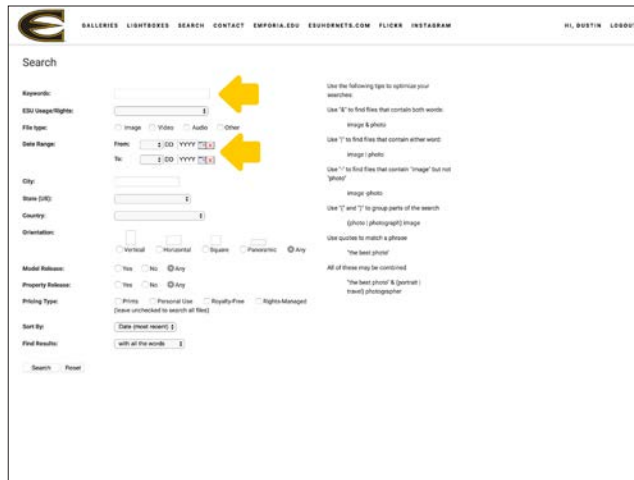 GALLERIES LIGHTBOXES SEARCH CONTACT EMPORIA.EDU ESUHORNETS.COM FLICKR INSTAGRAM HI, DUSTIN LOGOUT
Search
Keywords:
ESU Usage/Rights:
File type: Image Video Audio Other
Date Range: From: DD YYYY
To: DD YYYY
City:
State (US):
Country:
Orientation:
Vertical Horizontal Square Panoramic Any
Model Release: Yes No Any
Property Release: Yes No Any
Pricing Type: Prints Personal Use Royalty-Free Rights-Managed
(leave unchecked to search all files)
Sort By: Date (most recent)
Find Results: with all the words
Search Reset
Use the following tips to optimize your
searches:
Use "&" to find files that contain both words:
image & photo
Use "|" to find files that contain either word:
image | photo
Use "-" to find files that contain "image" but not
"photo"
image -photo
Use "(" and ")" to group parts of the search
(photo | photograph) image
Use quotes to match a phrase
"the best photo"
All of these may be combined
"the best photo" & (portrait |
travel) photographer